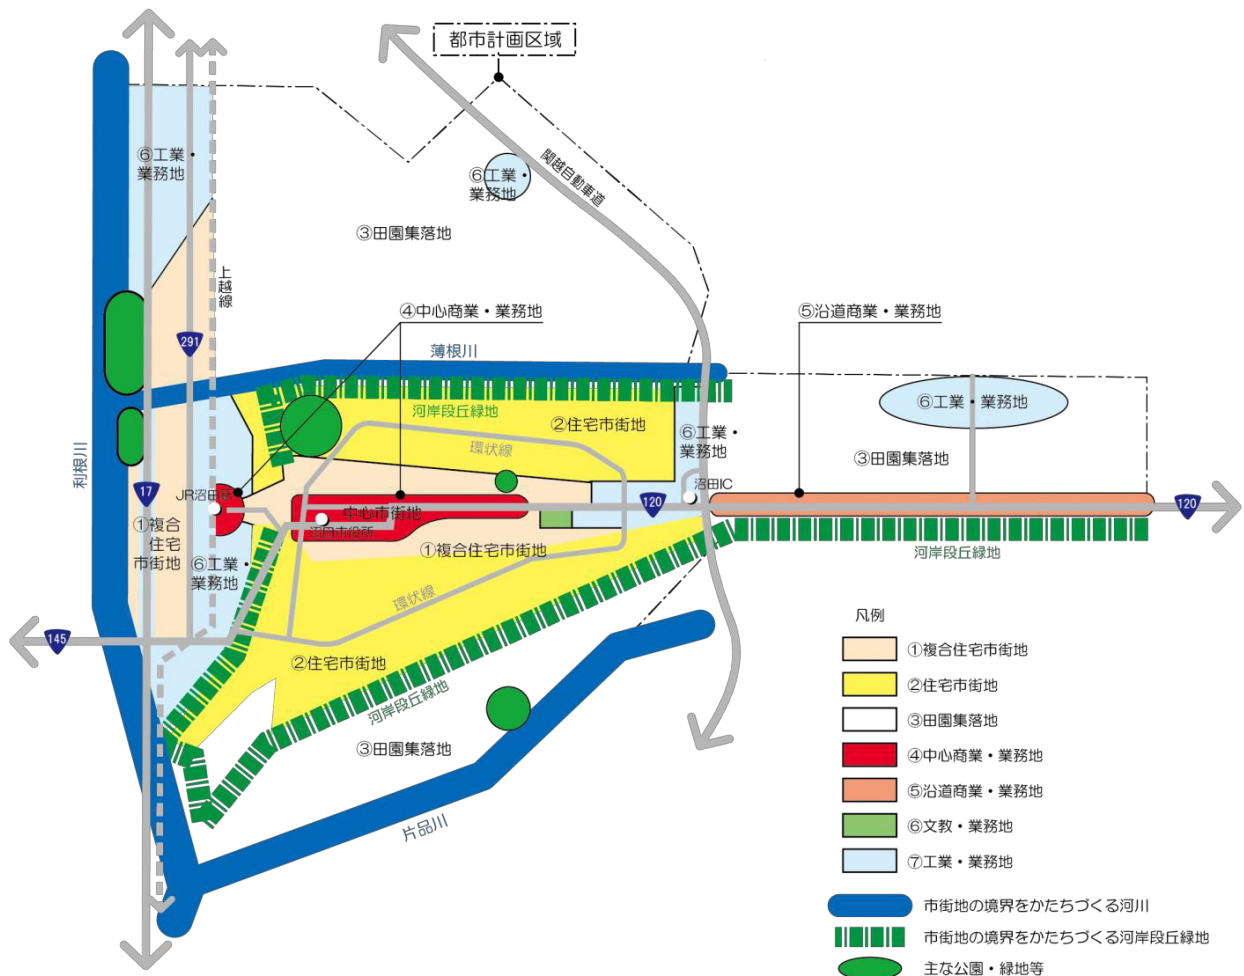 都市計画区域
関越自動車道
⑥工業・
業務地
⑥工業・
業務地
③田園集落地
上越線
④中心商業・業務地
⑤沿道商業・業務地
291
薄根川
河岸段丘緑地
②住宅市街地
⑥工業・業務地
⑥工業・
業務地
環状線
③田園集落地
利根川
沼田IC
JR沼田駅
17
120
120
中心市街地
沼田市役所
①複合
住宅
市街地
①複合住宅市街地
河岸段丘緑地
⑥工業・
業務地
環状線
145
②住宅市街地
河岸段丘緑地
③田園集落地
片品川
凡例
①複合住宅市街地
②住宅市街地
③田園集落地
④中心商業・業務地
⑤沿道商業・業務地
⑥文教・業務地
⑦工業・業務地
市街地の境界をかたちづくる河川
市街地の境界をかたちづくる河岸段丘緑地
主な公園・緑地等